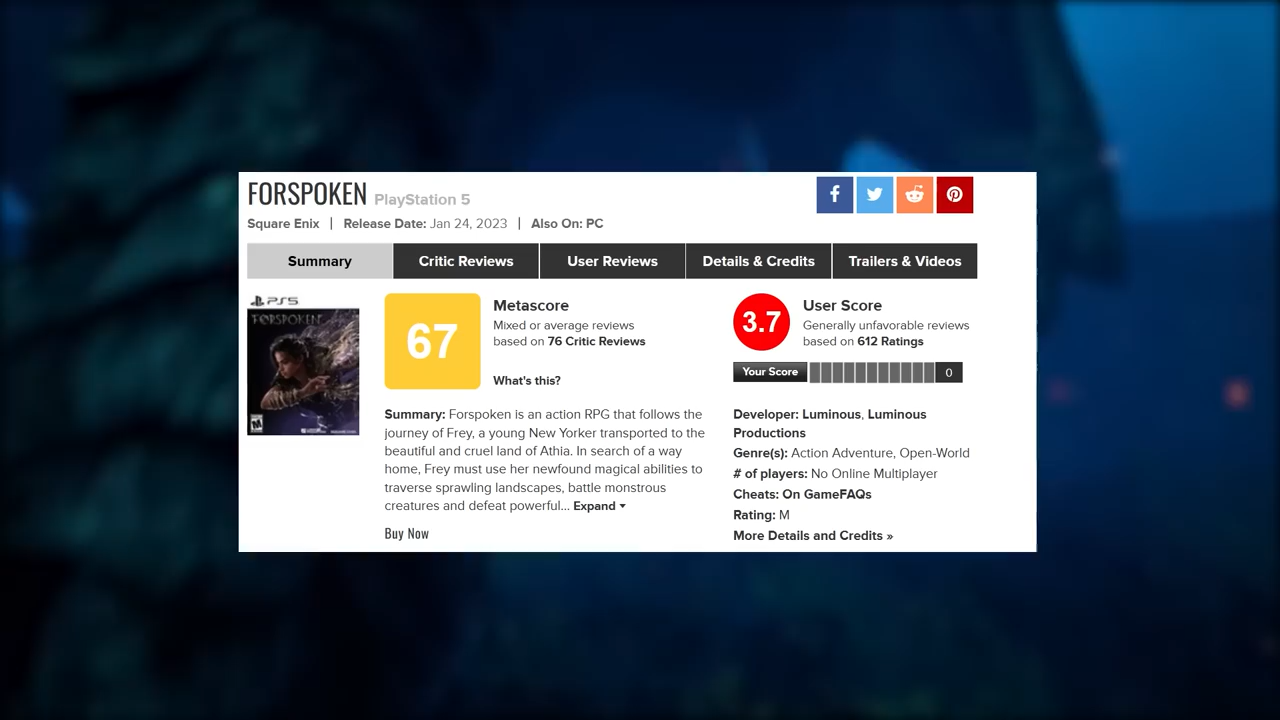 FORSPOKEN PlayStation 5
Square Enix | Release Date: Jan 24, 2023 | Also On: PC
Summary
Critic Reviews
User Reviews
Details & Credits
Trailers & Videos
PS5
FORSPOKEN
M
67
Metascore
Mixed or average reviews
based on 76 Critic Reviews
What's this?
Summary: Forspoken is an action RPG that follows the
journey of Frey, a young New Yorker transported to the
beautiful and cruel land of Athia. In search of a way
home, Frey must use her newfound magical abilities to
traverse sprawling landscapes, battle monstrous
creatures and defeat powerful... Expand
Buy Now
3.7
User Score
Generally unfavorable reviews
based on 612 Ratings
Your Score
0
Developer: Luminous, Luminous
Productions
Genre(s): Action Adventure, Open-World
# of players: No Online Multiplayer
Cheats: On GameFAQs
Rating: M
More Details and Credits »